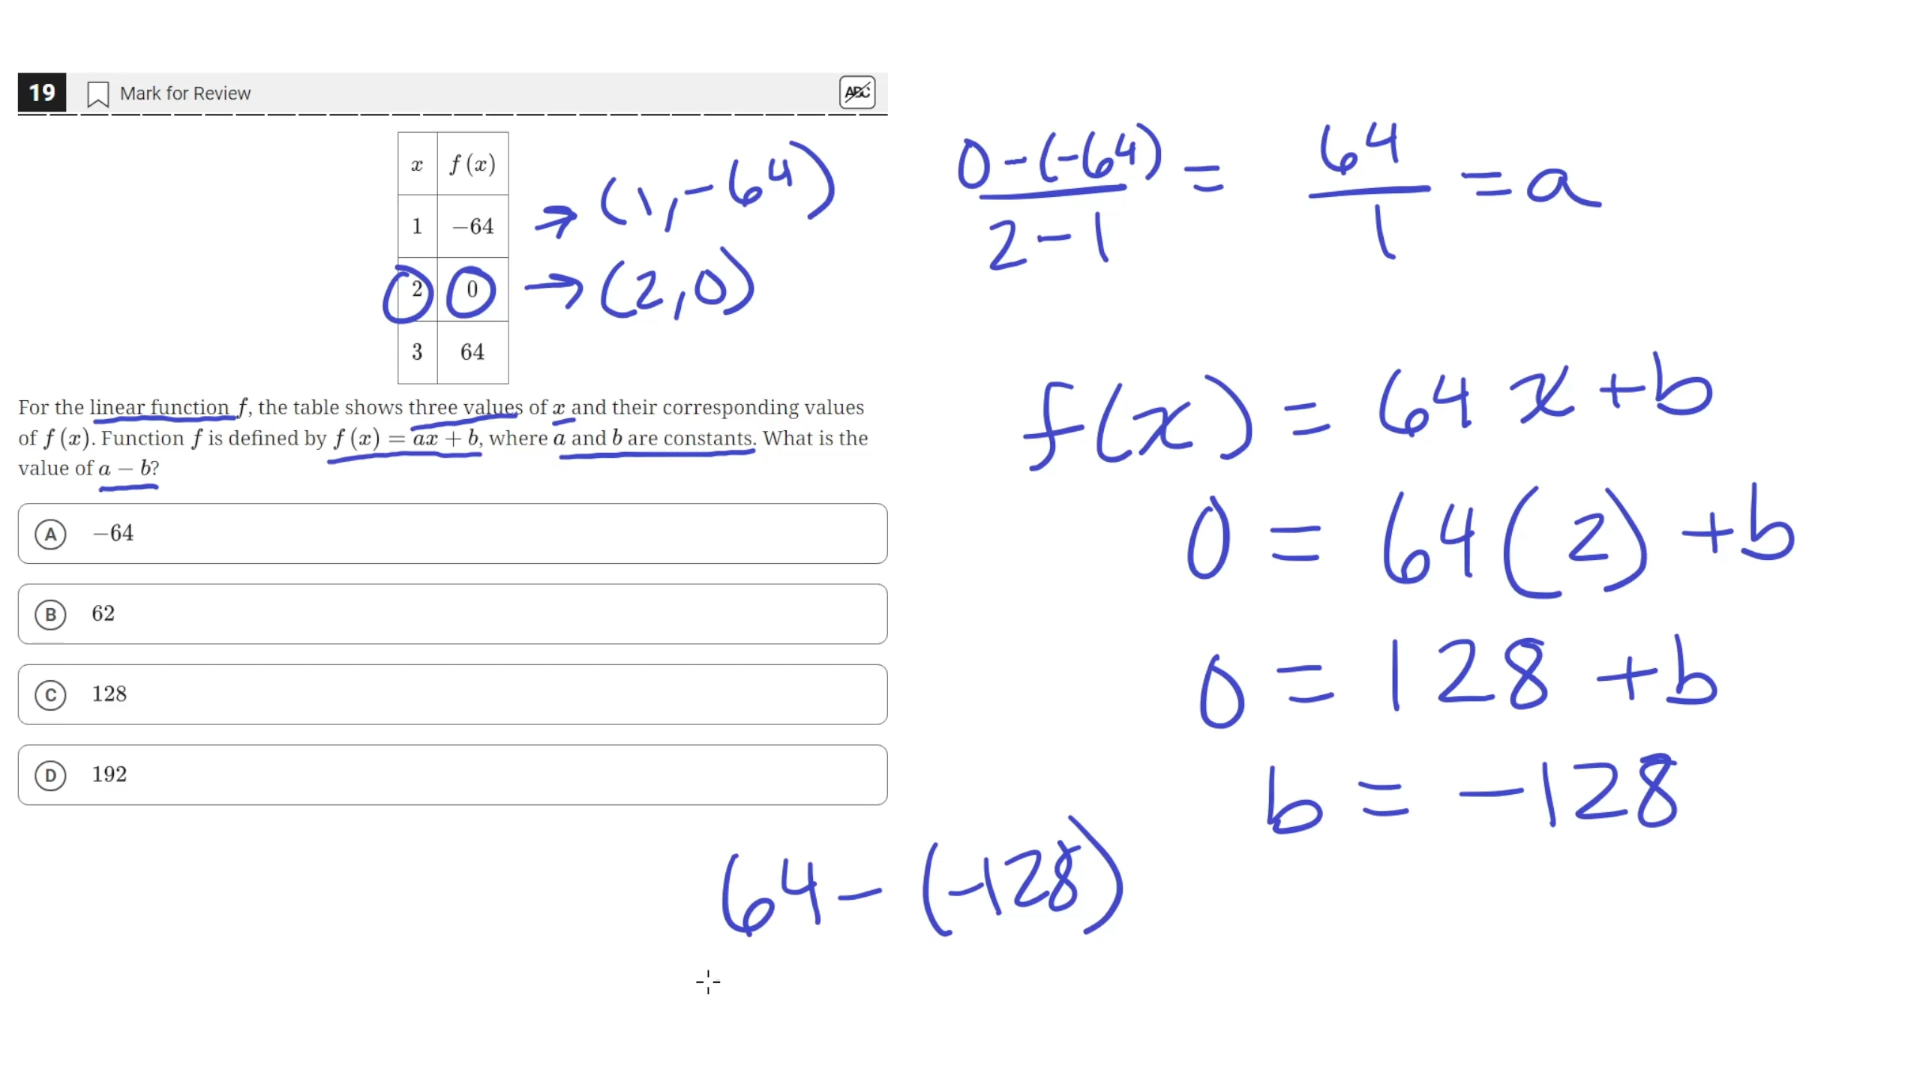 19 Mark for Review ABC
x f(x)
1 −64 → (1, −64)
2 0 → (2, 0)
3 64
For the linear function f, the table shows three values of x and their corresponding values
of f(x). Function f is defined by f(x) = ax + b, where a and b are constants. What is the
value of a − b?
A −64
B 62
C 128
D 192
0−(−64) / 2−1 = 64 / 1 = a
f(x) = 64x + b
0 = 64(2) + b
0 = 128 + b
b = −128
64 − (−128)